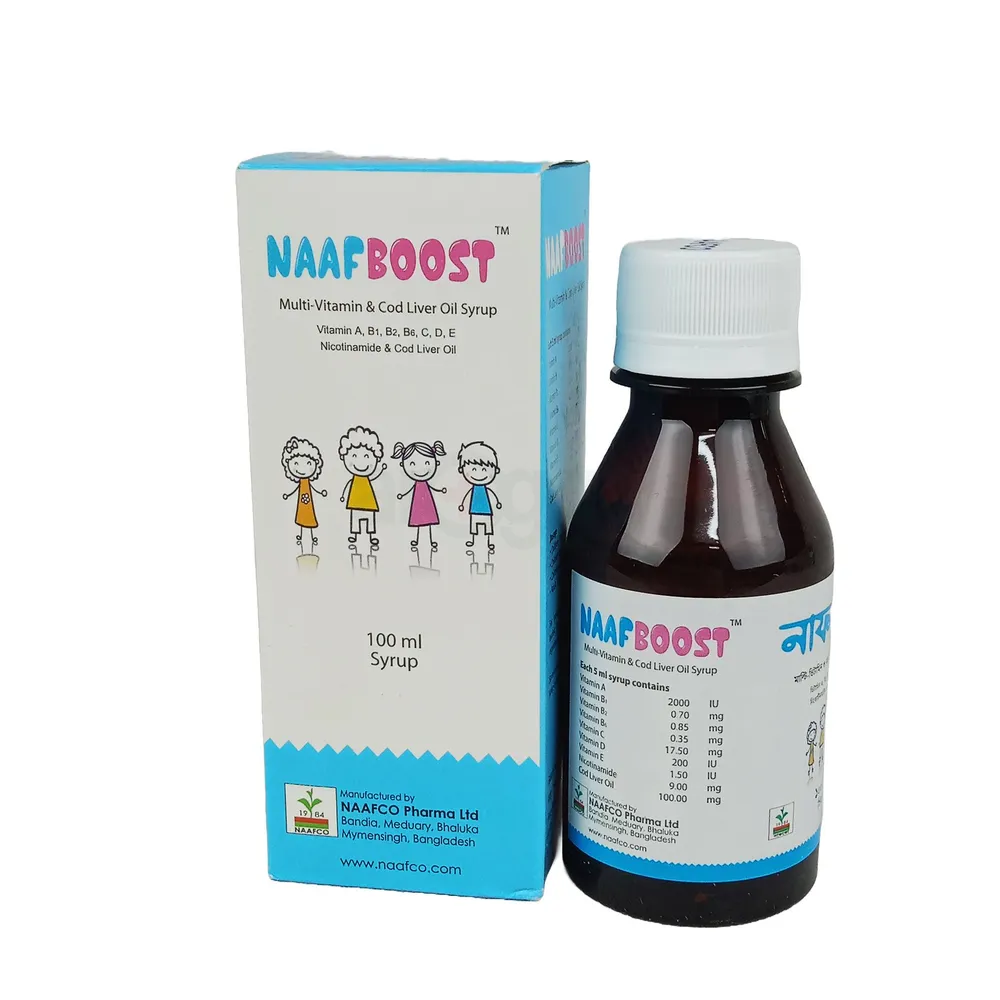 NAAFBOOST™
Multi-Vitamin & Cod Liver Oil Syrup
Vitamin A, B1, B2, B6, C, D, E
Nicotinamide & Cod Liver Oil
100 ml
Syrup
1984
NAAFCO
Manufactured by
NAAFCO Pharma Ltd
Bandia, Meduary, Bhaluka
Mymensingh, Bangladesh
www.naafco.com
NAAFBOOST
NAAFBOOST™
Multi-Vitamin & Cod Liver Oil Syrup
Each 5 ml syrup contains
Vitamin A 2000 IU
Vitamin B1 0.70 mg
Vitamin B2 0.85 mg
Vitamin B6 0.35 mg
Vitamin C 17.50 mg
Vitamin D 200 IU
Vitamin E 1.50 IU
Nicotinamide 9.00 mg
Cod Liver Oil 100.00 mg
Manufactured by
NAAFCO Pharma Ltd
Bandia, Meduary, Bhaluka
Mymensingh, Bangladesh
www.naafco.com